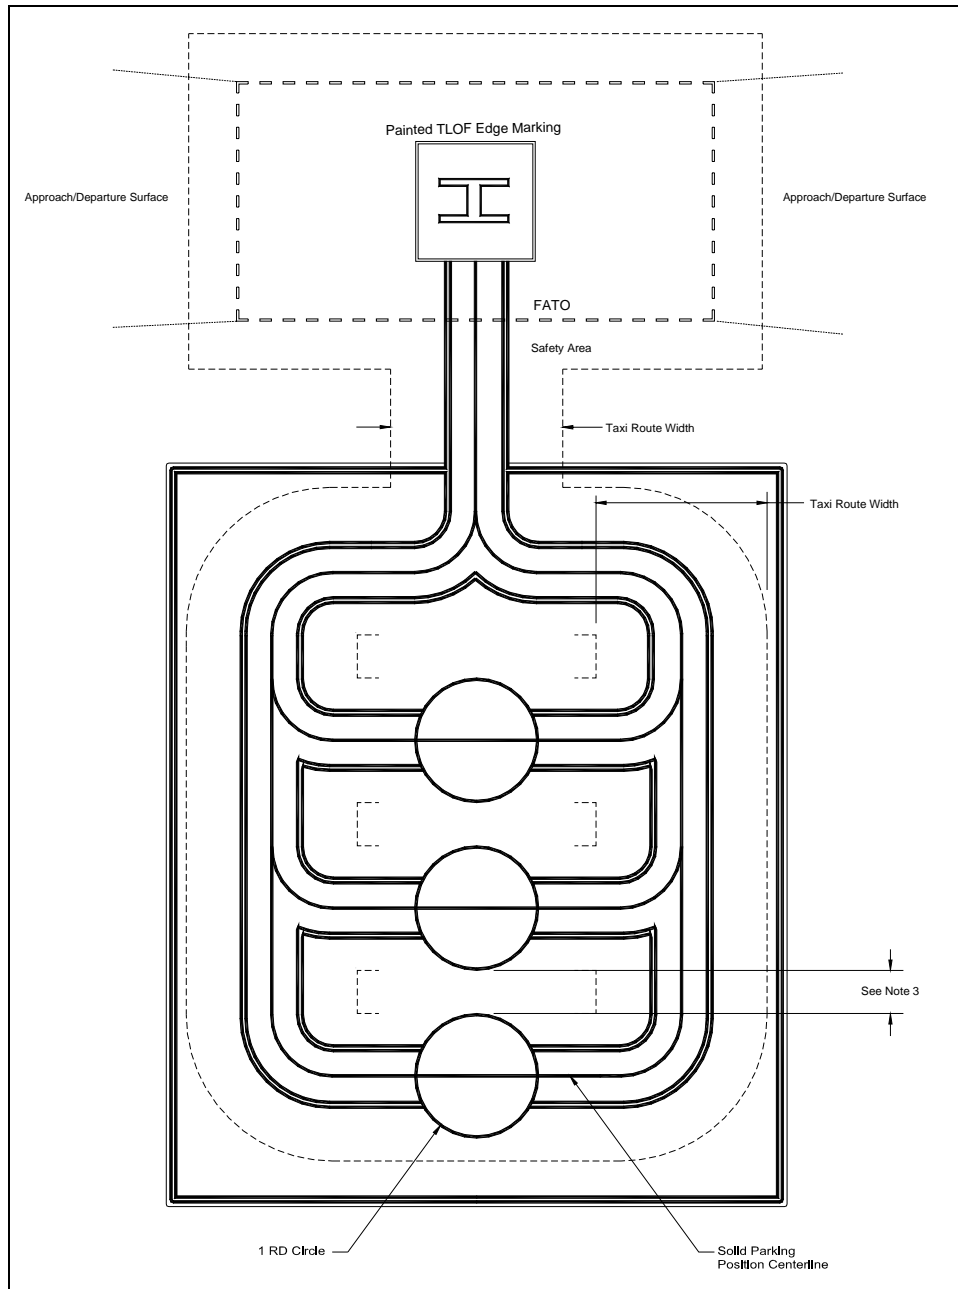 Painted TLOF Edge Marking
H
Approach/Departure Surface
Approach/Departure Surface
FATO
Safety Area
Taxi Route Width
Taxi Route Width
See Note 3
1 RD Circle
Solid Parking
Position Centerline